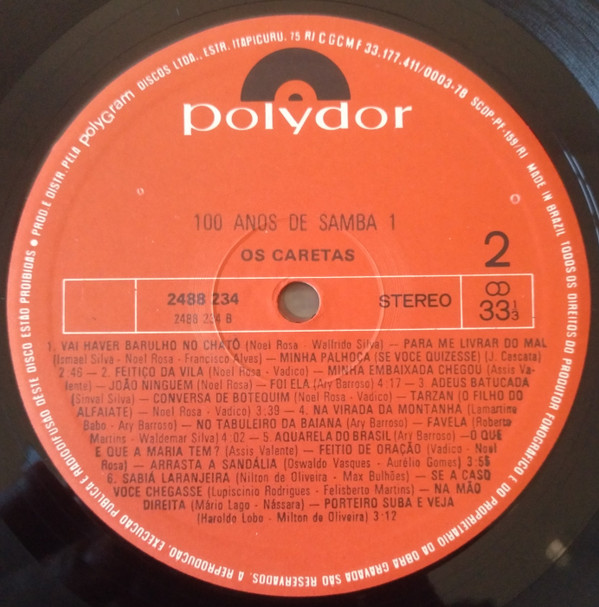 ● PROD. E DISTR. PELA polyGram DISCOS LTDA., ESTR. ITAPICURU, 75 RJ C G C M F 33.177.411/0003-78 SCDP-PF-159/RJ MADE IN BRAZIL TODOS OS DIREITOS DO PRODUTOR FONOGRÁFICO E DO PROPRIETÁRIO DA OBRA GRAVADA SÃO RESERVADOS. A REPRODUÇÃO, EXECUÇÃO PÚBLICA E RADIODIFUSÃO DESTE DISCO ESTÃO PROIBIDAS
polydor
100 ANOS DE SAMBA 1
OS CARETAS
2
2488 234
2488 234 B
STEREO
33 1/3
1. VAI HAVER BARULHO NO CHATÔ (Noel Rosa - Walfrido Silva) — PARA ME LIVRAR DO MAL
(Ismael Silva - Noel Rosa - Francisco Alves) — MINHA PALHOÇA (SE VOCE QUIZESSE) (J. Cascata)
2:46 — 2. FEITIÇO DA VILA (Noel Rosa - Vadico) — MINHA EMBAIXADA CHEGOU (Assis Va-
lente) — JOÃO NINGUEM (Noel Rosa) — FOI ELA (Ary Barroso) 4:17 — 3. ADEUS BATUCADA
(Sinval Silva) — CONVERSA DE BOTEQUIM (Noel Rosa - Vadico) — TARZAN (O FILHO DO
ALFAIATE) — Noel Rosa - Vadico) 3:39 — 4. NA VIRADA DA MONTANHA (Lamartine
Babo - Ary Barroso) — NO TABULEIRO DA BAIANA (Ary Barroso) — FAVELA (Roberto
Martins - Waldemar Silva) 4:02 — 5. AQUARELA DO BRASIL (Ary Barroso) — O QUE
E QUE A MARIA TEM? (Assis Valente) — FEITIO DE ORAÇÃO (Vadico - Noel
Rosa) — ARRASTA A SANDÁLIA (Oswaldo Vasques - Aurélio Gomes) 3:55
6. SABIÁ LARANJEIRA (Nilton de Oliveira - Max Bulhões) — SE A CASO
VOCE CHEGASSE (Lupiscinio Rodrigues - Felisberto Martins) — NA MÃO
DIREITA (Mário Lago - Nássara) — PORTEIRO SUBA E VEJA
(Haroldo Lobo - Milton de Oliveira) 3:12